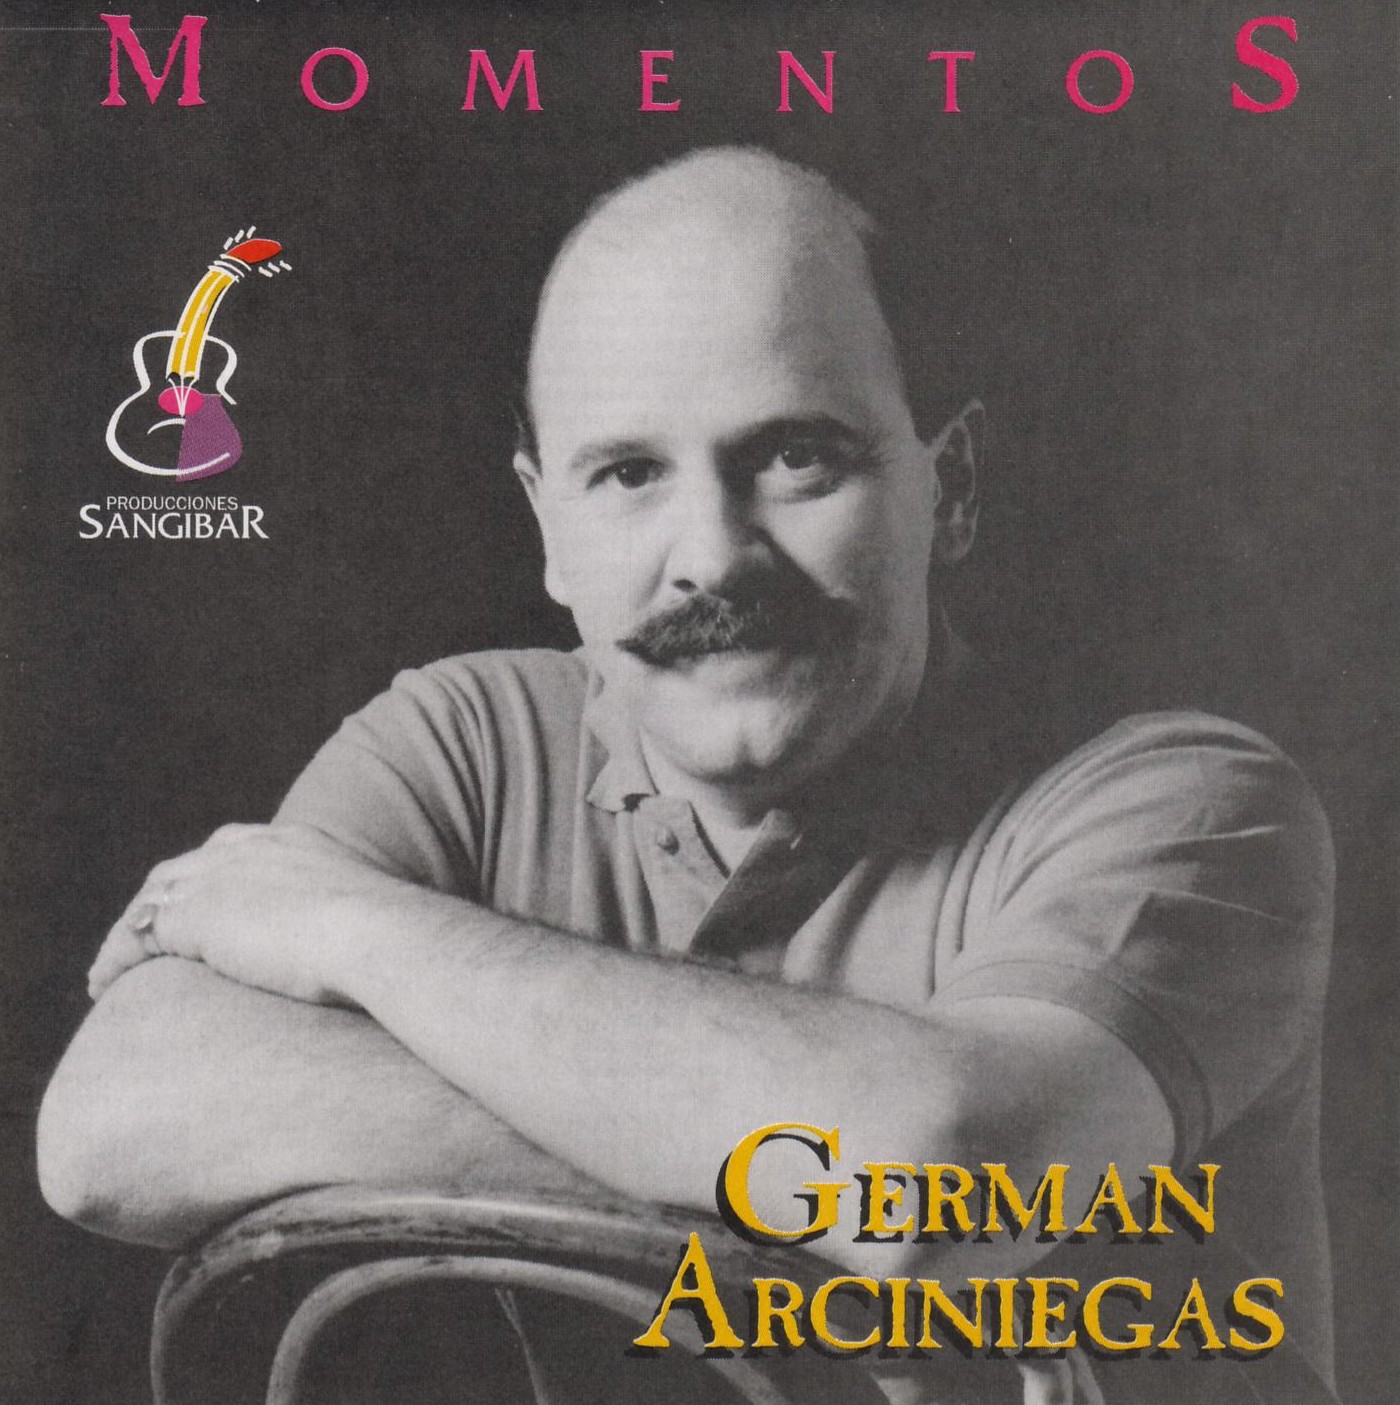 MOMENTOS
PRODUCCIONES
SANGIBAR
GERMAN
ARCINIEGAS